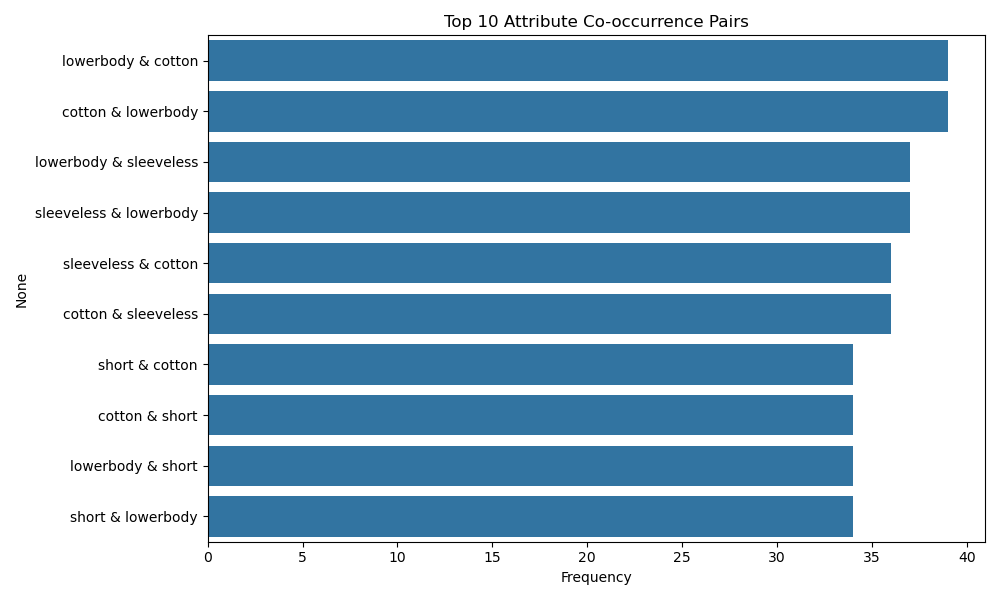 Top 10 Attribute Co-occurrence Pairs
lowerbody & cotton
cotton & lowerbody
lowerbody & sleeveless
sleeveless & lowerbody
sleeveless & cotton
cotton & sleeveless
short & cotton
cotton & short
lowerbody & short
short & lowerbody
None
0 5 10 15 20 25 30 35 40
Frequency